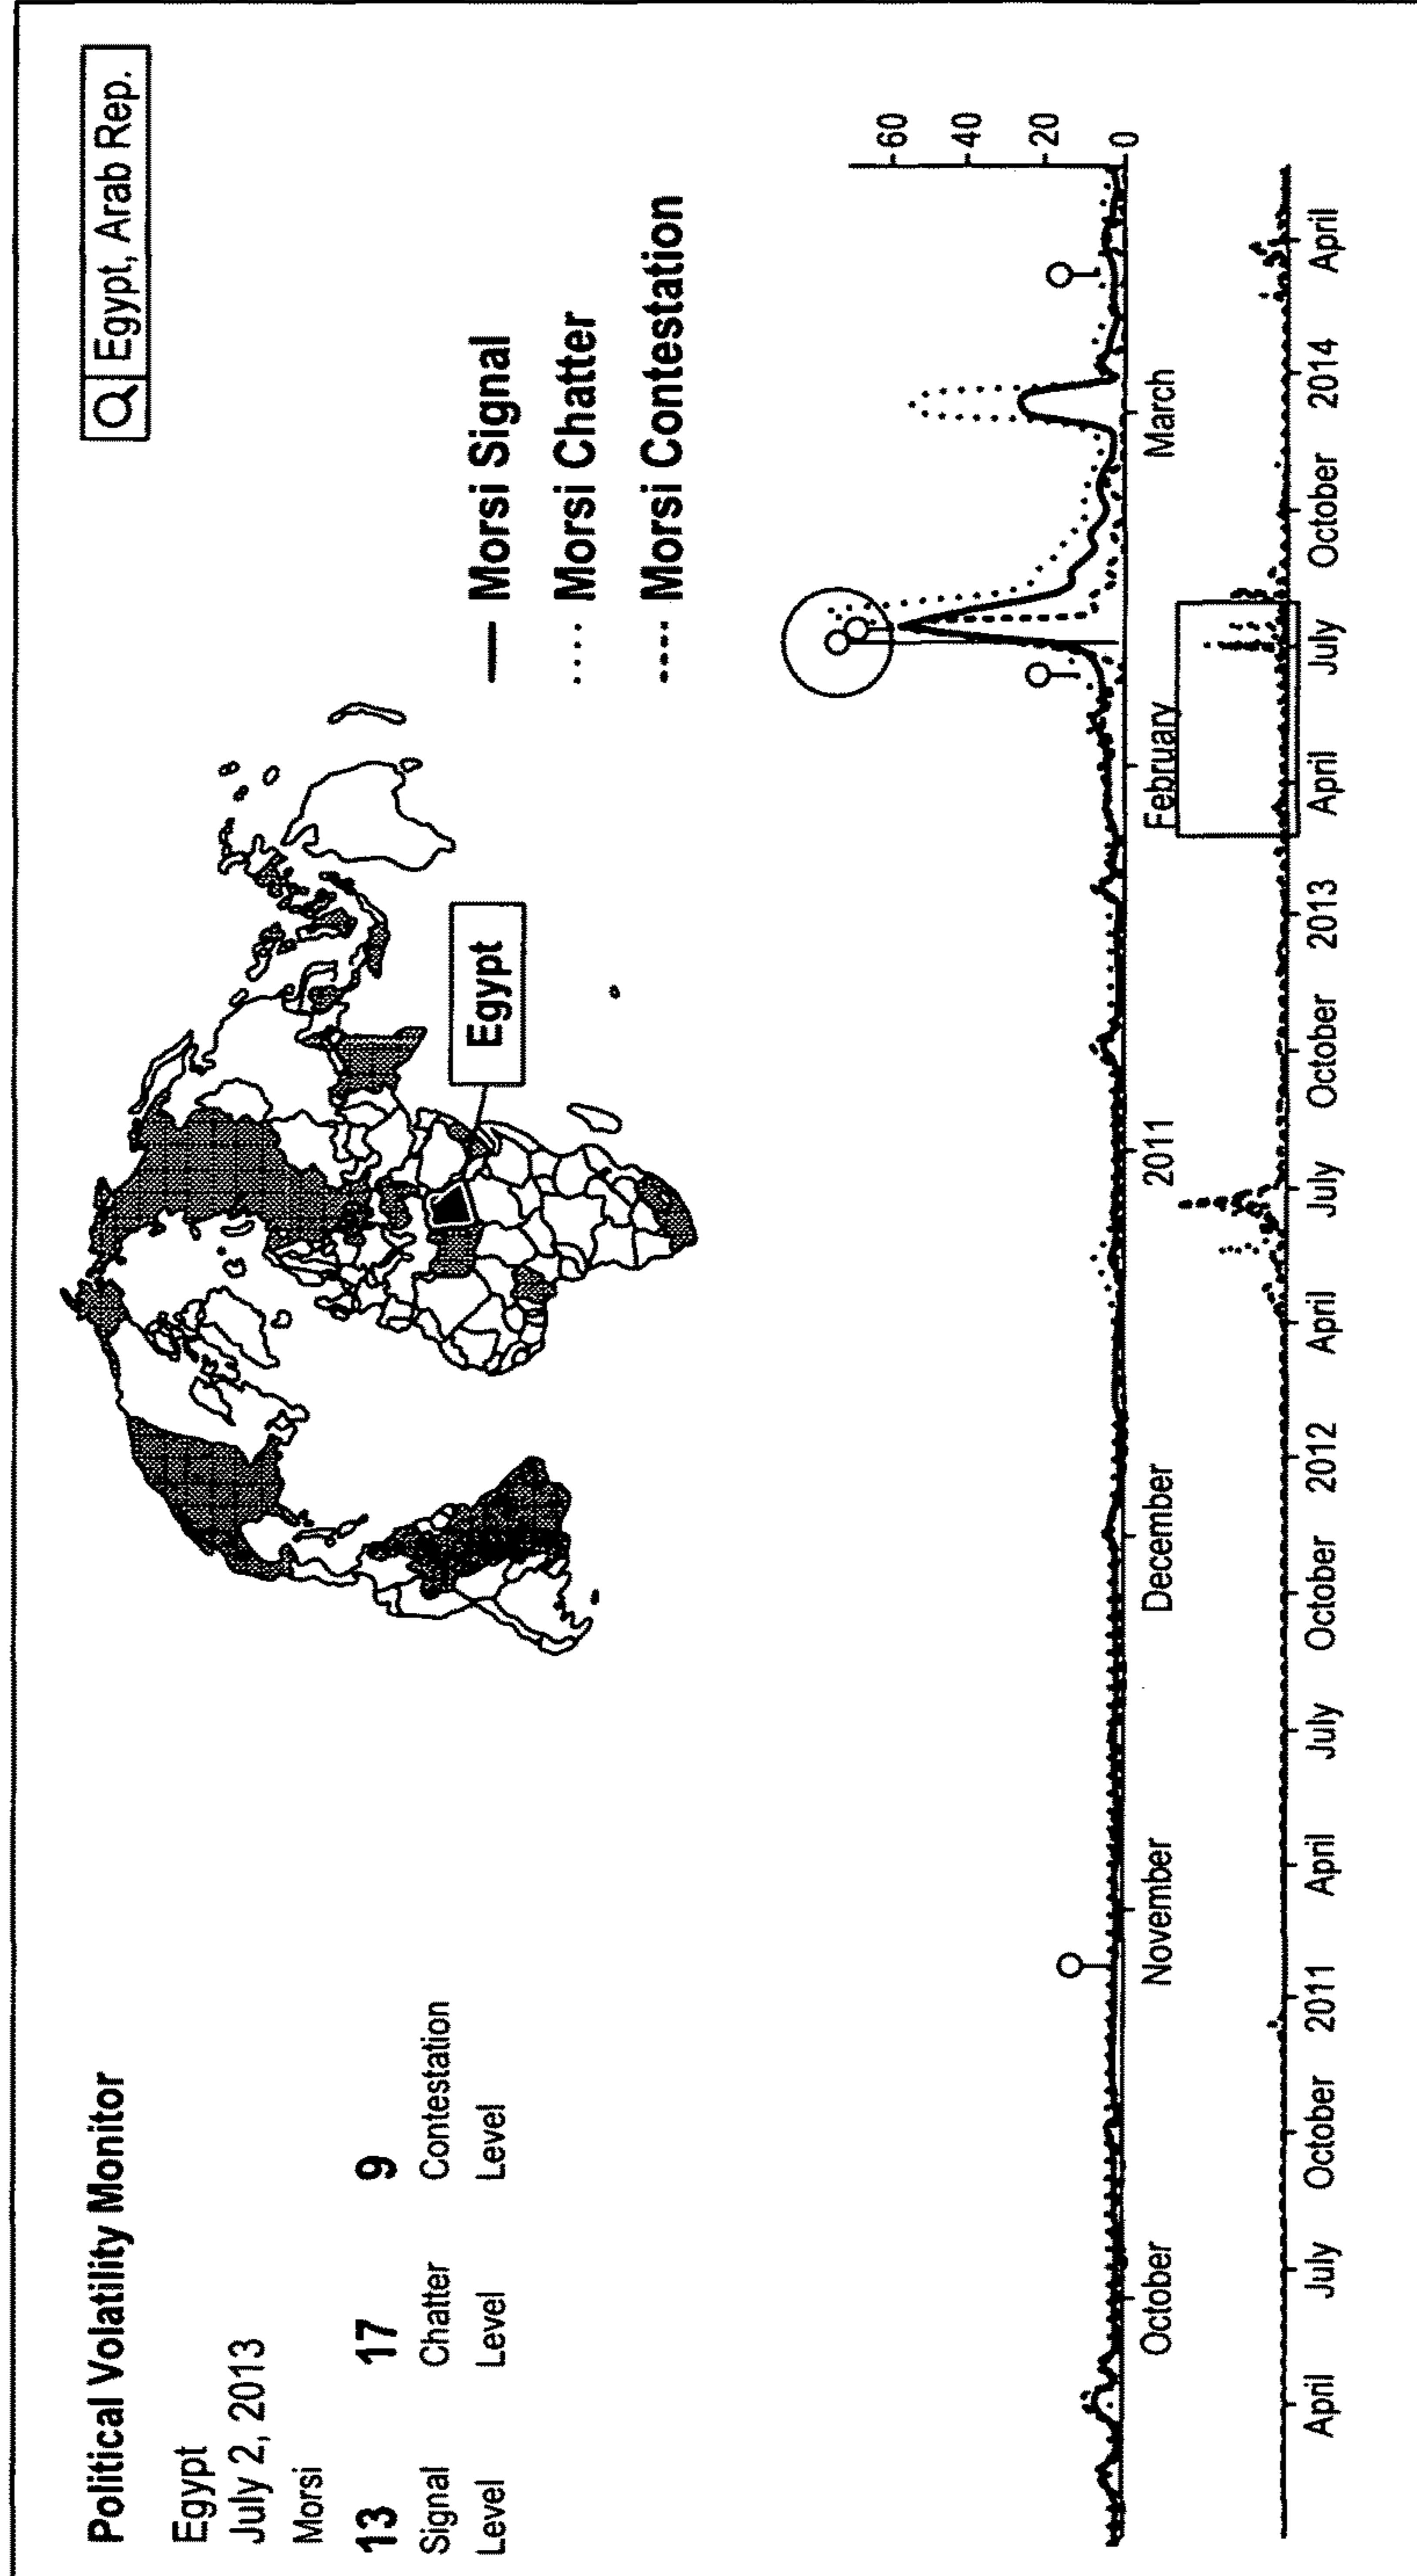 Political Volatility Monitor
Egypt, Arab Rep.
Egypt
July 2, 2013
Morsi
13 17 9
Signal Chatter Contestation
Level Level Level
Egypt
Morsi Signal
Morsi Chatter
Morsi Contestation
60
40
20
0
October November December 2011 February March
April July October 2011 April July October 2012 April July October 2013 April July October 2014 April